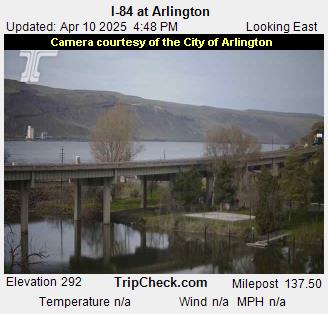 I-84 at Arlington
Updated: Apr 10 2025 4:48 PM Looking East
Camera courtesy of the City of Arlington
Elevation 292 TripCheck.com Milepost 137.50
Temperature n/a Wind n/a MPH n/a